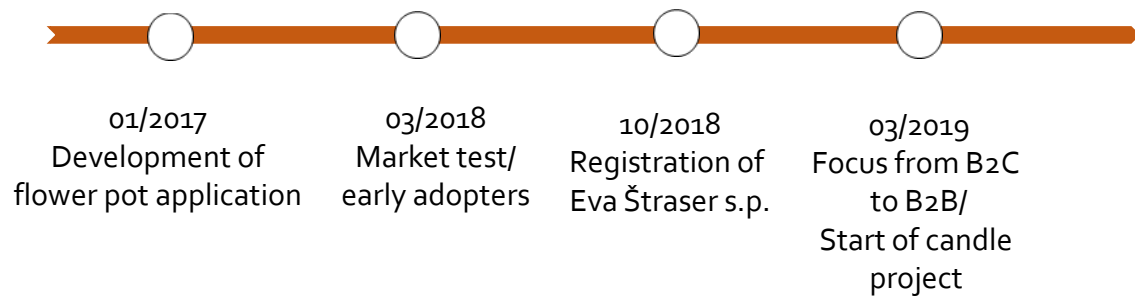 01/2017
Development of
flower pot application
03/2018
Market test/
early adopters
10/2018
Registration of
Eva Štraser s.p.
03/2019
Focus from B2C
to B2B/
Start of candle
project